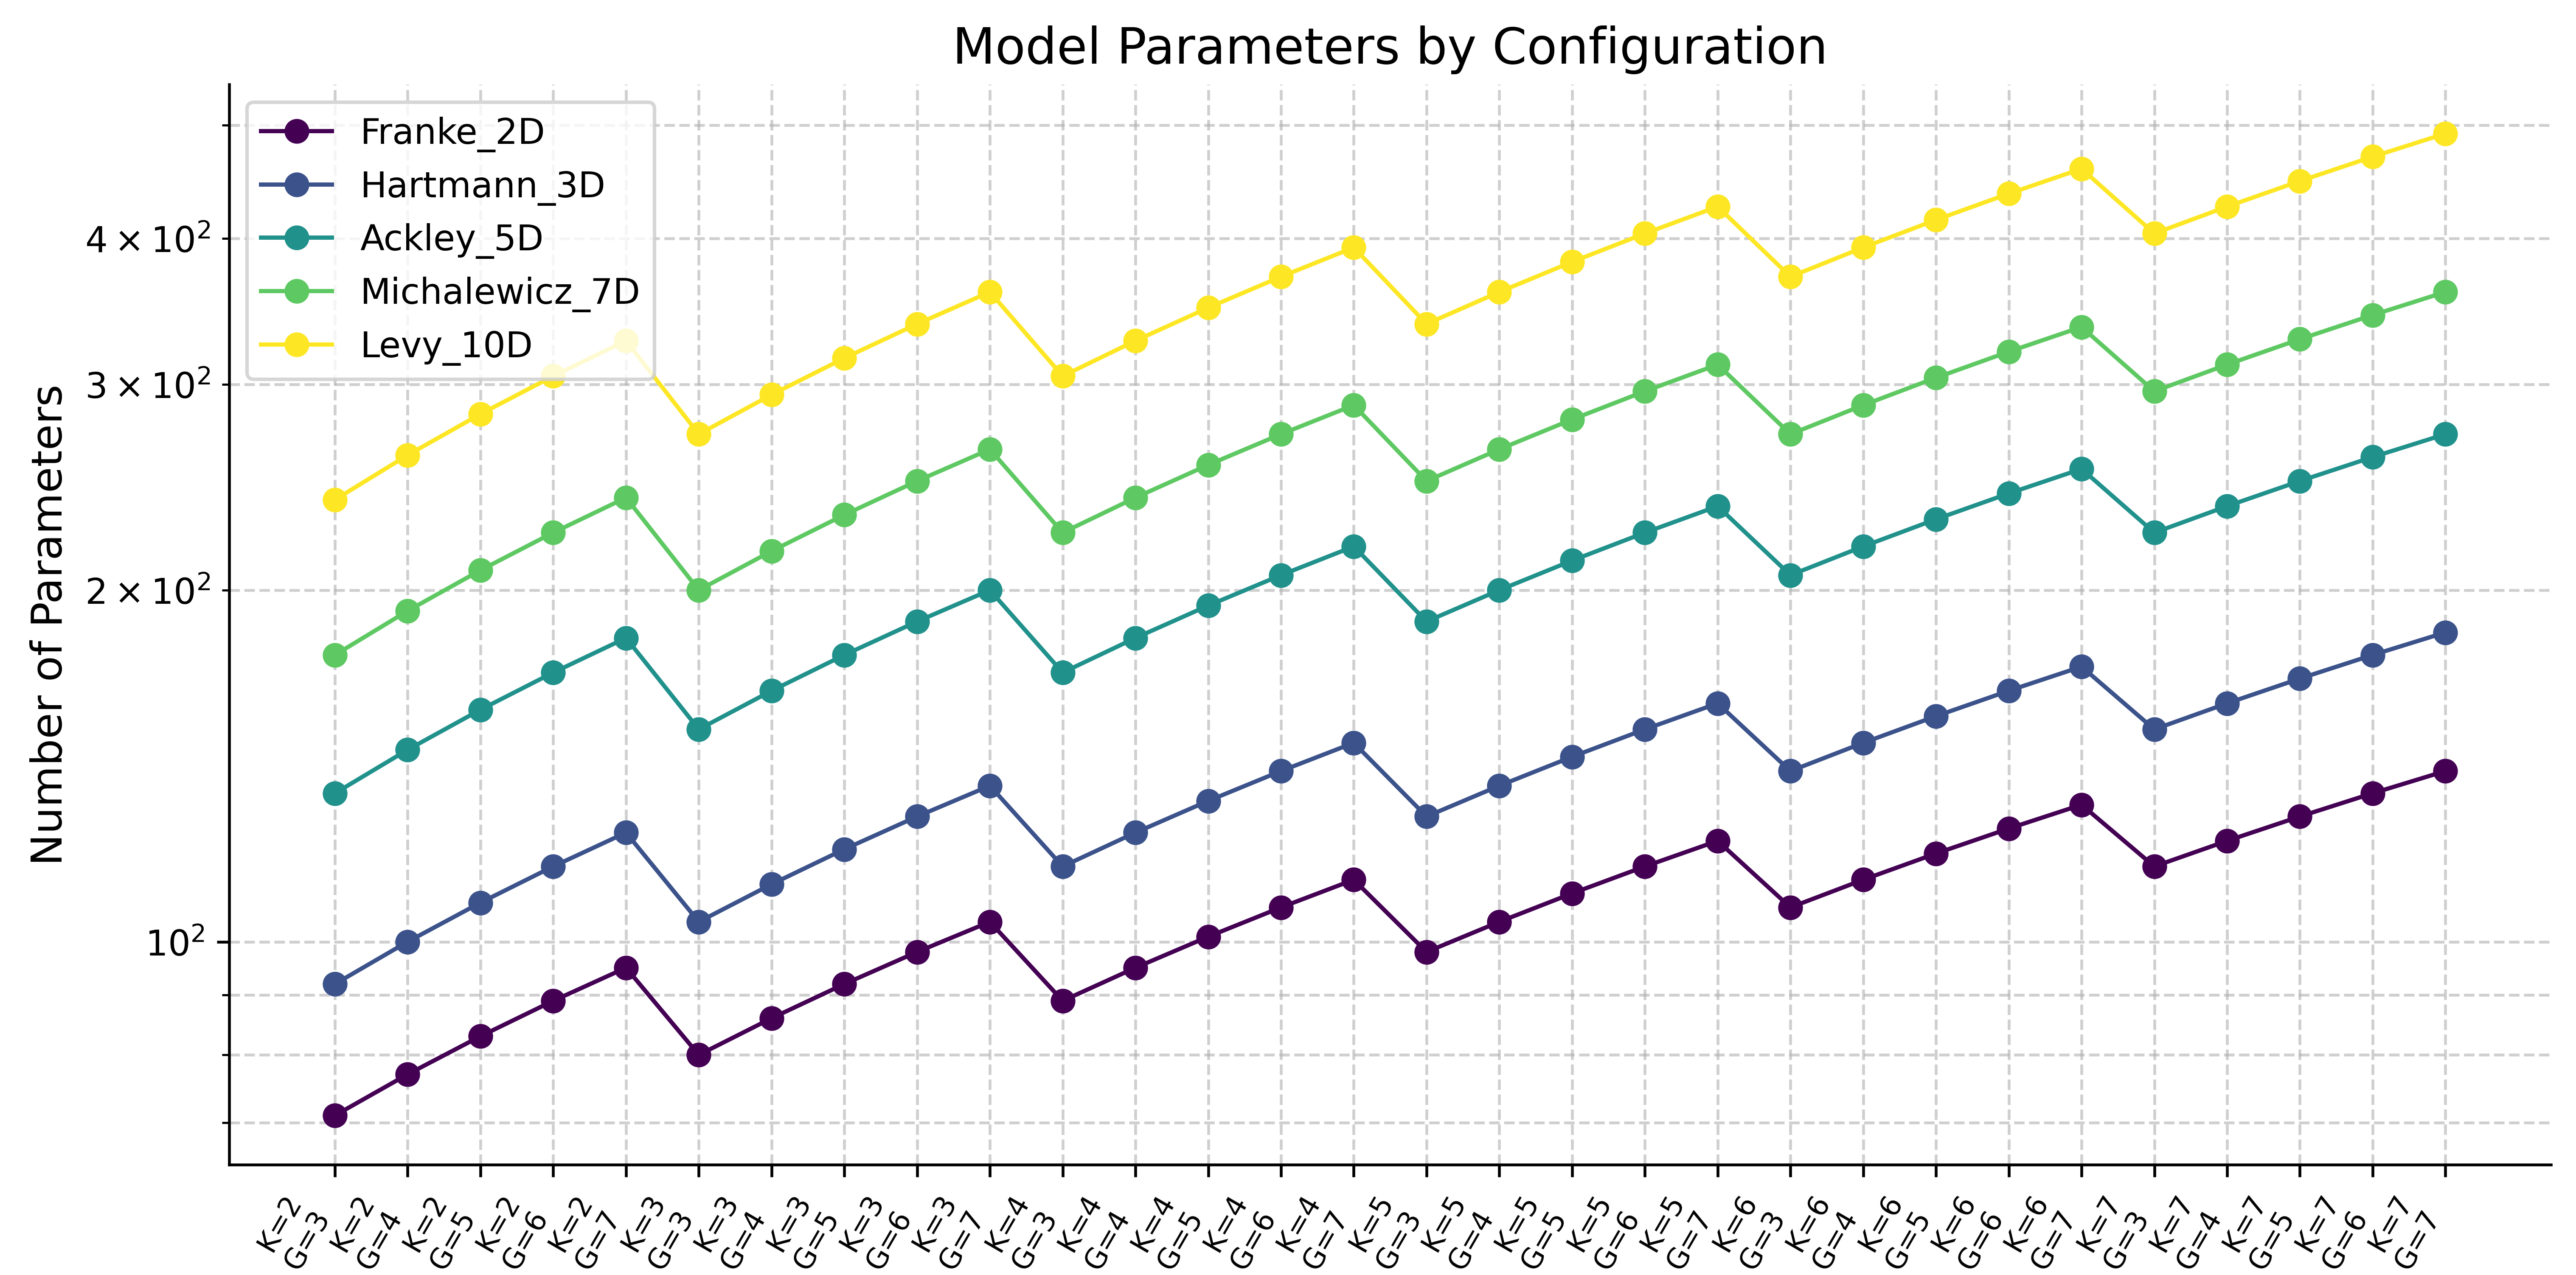 Model Parameters by Configuration
Franke_2D
Hartmann_3D
Ackley_5D
Michalewicz_7D
Levy_10D
Number of Parameters
4 × 10²
3 × 10²
2 × 10²
10²
K=2
G=3
K=2
G=4
K=2
G=5
K=2
G=6
K=2
G=7
K=3
G=3
K=3
G=4
K=3
G=5
K=3
G=6
K=3
G=7
K=4
G=3
K=4
G=4
K=4
G=5
K=4
G=6
K=4
G=7
K=5
G=3
K=5
G=4
K=5
G=5
K=5
G=6
K=5
G=7
K=6
G=3
K=6
G=4
K=6
G=5
K=6
G=6
K=6
G=7
K=7
G=3
K=7
G=4
K=7
G=5
K=7
G=6
K=7
G=7